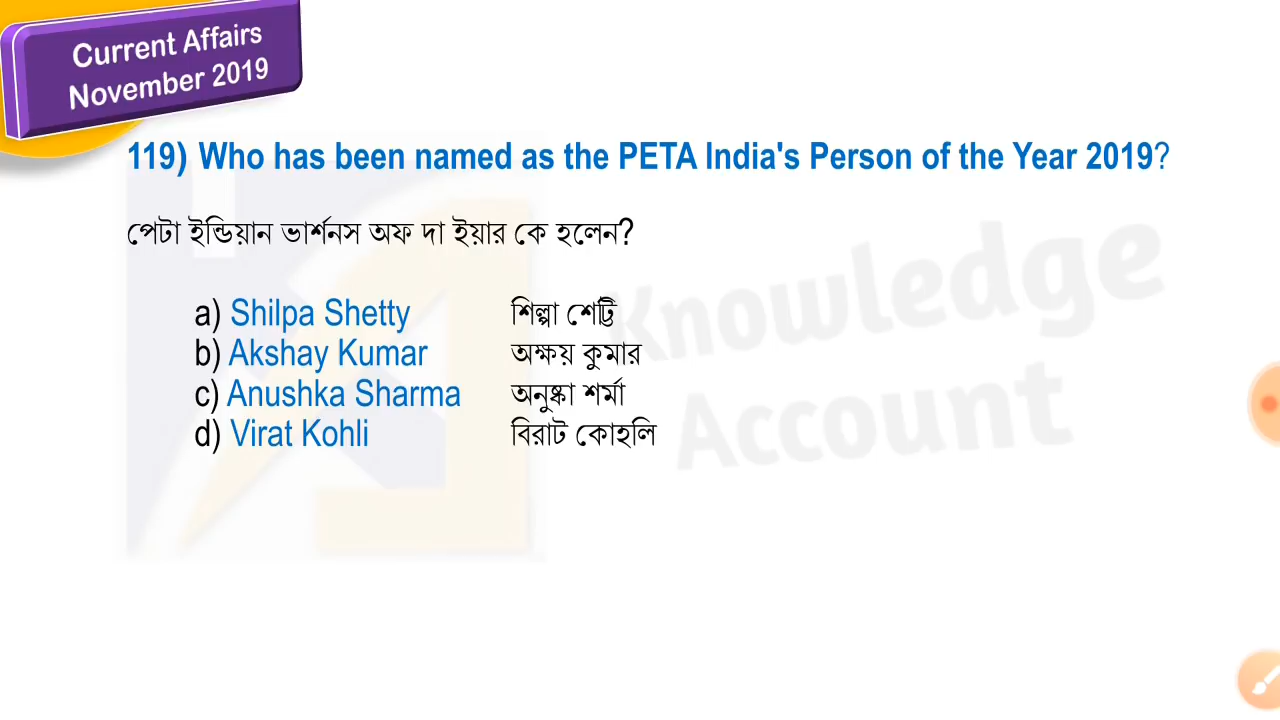 Current Affairs
November 2019
119) Who has been named as the PETA India's Person of the Year 2019?
পেটা ইন্ডিয়ান ভার্শনস অফ দা ইয়ার কে হলেন?
a) Shilpa Shetty শিল্পা শেট্টি
b) Akshay Kumar অক্ষয় কুমার
c) Anushka Sharma অনুষ্কা শর্মা
d) Virat Kohli বিরাট কোহলি
Knowledge
Account